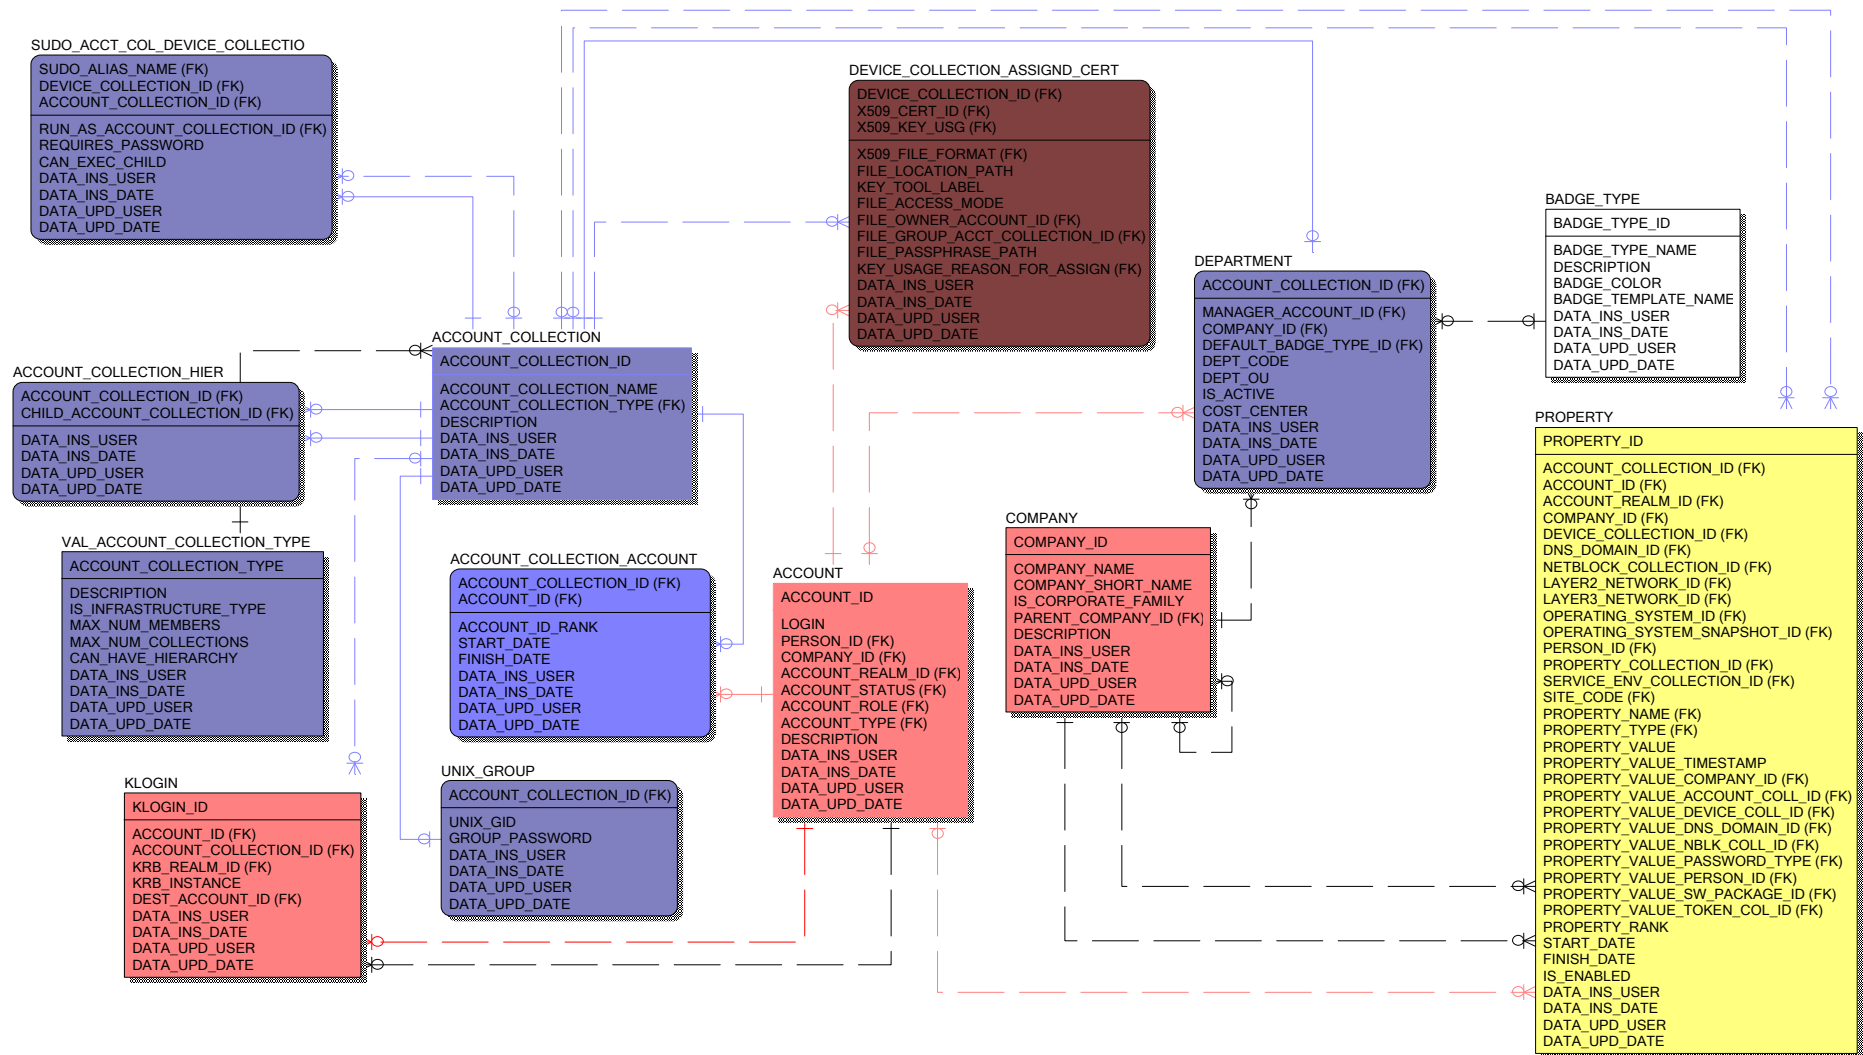 SUDO_ACCT_COL_DEVICE_COLLECTIO
SUDO_ALIAS_NAME (FK)
DEVICE_COLLECTION_ID (FK)
ACCOUNT_COLLECTION_ID (FK)
RUN_AS_ACCOUNT_COLLECTION_ID (FK)
REQUIRES_PASSWORD
CAN_EXEC_CHILD
DATA_INS_USER
DATA_INS_DATE
DATA_UPD_USER
DATA_UPD_DATE
DEVICE_COLLECTION_ASSIGND_CERT
DEVICE_COLLECTION_ID (FK)
X509_CERT_ID (FK)
X509_KEY_USG (FK)
X509_FILE_FORMAT (FK)
FILE_LOCATION_PATH
KEY_TOOL_LABEL
FILE_ACCESS_MODE
FILE_OWNER_ACCOUNT_ID (FK)
FILE_GROUP_ACCT_COLLECTION_ID (FK)
FILE_PASSPHRASE_PATH
KEY_USAGE_REASON_FOR_ASSIGN (FK)
DATA_INS_USER
DATA_INS_DATE
DATA_UPD_USER
DATA_UPD_DATE
BADGE_TYPE
BADGE_TYPE_ID
BADGE_TYPE_NAME
DESCRIPTION
BADGE_COLOR
BADGE_TEMPLATE_NAME
DATA_INS_USER
DATA_INS_DATE
DATA_UPD_USER
DATA_UPD_DATE
DEPARTMENT
ACCOUNT_COLLECTION_ID (FK)
MANAGER_ACCOUNT_ID (FK)
COMPANY_ID (FK)
DEFAULT_BADGE_TYPE_ID (FK)
DEPT_CODE
DEPT_OU
IS_ACTIVE
COST_CENTER
DATA_INS_USER
DATA_INS_DATE
DATA_UPD_USER
DATA_UPD_DATE
ACCOUNT_COLLECTION
ACCOUNT_COLLECTION_ID
ACCOUNT_COLLECTION_NAME
ACCOUNT_COLLECTION_TYPE (FK)
DESCRIPTION
DATA_INS_USER
DATA_INS_DATE
DATA_UPD_USER
DATA_UPD_DATE
ACCOUNT_COLLECTION_HIER
ACCOUNT_COLLECTION_ID (FK)
CHILD_ACCOUNT_COLLECTION_ID (FK)
DATA_INS_USER
DATA_INS_DATE
DATA_UPD_USER
DATA_UPD_DATE
PROPERTY
PROPERTY_ID
ACCOUNT_COLLECTION_ID (FK)
ACCOUNT_ID (FK)
ACCOUNT_REALM_ID (FK)
COMPANY_ID (FK)
DEVICE_COLLECTION_ID (FK)
DNS_DOMAIN_ID (FK)
NETBLOCK_COLLECTION_ID (FK)
LAYER2_NETWORK_ID (FK)
LAYER3_NETWORK_ID (FK)
OPERATING_SYSTEM_ID (FK)
OPERATING_SYSTEM_SNAPSHOT_ID (FK)
PERSON_ID (FK)
PROPERTY_COLLECTION_ID (FK)
SERVICE_ENV_COLLECTION_ID (FK)
SITE_CODE (FK)
PROPERTY_NAME (FK)
PROPERTY_TYPE (FK)
PROPERTY_VALUE
PROPERTY_VALUE_TIMESTAMP
PROPERTY_VALUE_COMPANY_ID (FK)
PROPERTY_VALUE_ACCOUNT_COLL_ID (FK)
PROPERTY_VALUE_DEVICE_COLL_ID (FK)
PROPERTY_VALUE_DNS_DOMAIN_ID (FK)
PROPERTY_VALUE_NBLK_COLL_ID (FK)
PROPERTY_VALUE_PASSWORD_TYPE (FK)
PROPERTY_VALUE_PERSON_ID (FK)
PROPERTY_VALUE_SW_PACKAGE_ID (FK)
PROPERTY_VALUE_TOKEN_COL_ID (FK)
PROPERTY_RANK
START_DATE
FINISH_DATE
IS_ENABLED
DATA_INS_USER
DATA_INS_DATE
DATA_UPD_USER
DATA_UPD_DATE
VAL_ACCOUNT_COLLECTION_TYPE
ACCOUNT_COLLECTION_TYPE
DESCRIPTION
IS_INFRASTRUCTURE_TYPE
MAX_NUM_MEMBERS
MAX_NUM_COLLECTIONS
CAN_HAVE_HIERARCHY
DATA_INS_USER
DATA_INS_DATE
DATA_UPD_USER
DATA_UPD_DATE
ACCOUNT_COLLECTION_ACCOUNT
ACCOUNT_COLLECTION_ID (FK)
ACCOUNT_ID (FK)
ACCOUNT_ID_RANK
START_DATE
FINISH_DATE
DATA_INS_USER
DATA_INS_DATE
DATA_UPD_USER
DATA_UPD_DATE
ACCOUNT
ACCOUNT_ID
LOGIN
PERSON_ID (FK)
COMPANY_ID (FK)
ACCOUNT_REALM_ID (FK)
ACCOUNT_STATUS (FK)
ACCOUNT_ROLE (FK)
ACCOUNT_TYPE (FK)
DESCRIPTION
DATA_INS_USER
DATA_INS_DATE
DATA_UPD_USER
DATA_UPD_DATE
COMPANY
COMPANY_ID
COMPANY_NAME
COMPANY_SHORT_NAME
IS_CORPORATE_FAMILY
PARENT_COMPANY_ID (FK)
DESCRIPTION
DATA_INS_USER
DATA_INS_DATE
DATA_UPD_USER
DATA_UPD_DATE
KLOGIN
KLOGIN_ID
ACCOUNT_ID (FK)
ACCOUNT_COLLECTION_ID (FK)
KRB_REALM_ID (FK)
KRB_INSTANCE
DEST_ACCOUNT_ID (FK)
DATA_INS_USER
DATA_INS_DATE
DATA_UPD_USER
DATA_UPD_DATE
UNIX_GROUP
ACCOUNT_COLLECTION_ID (FK)
UNIX_GID
GROUP_PASSWORD
DATA_INS_USER
DATA_INS_DATE
DATA_UPD_USER
DATA_UPD_DATE